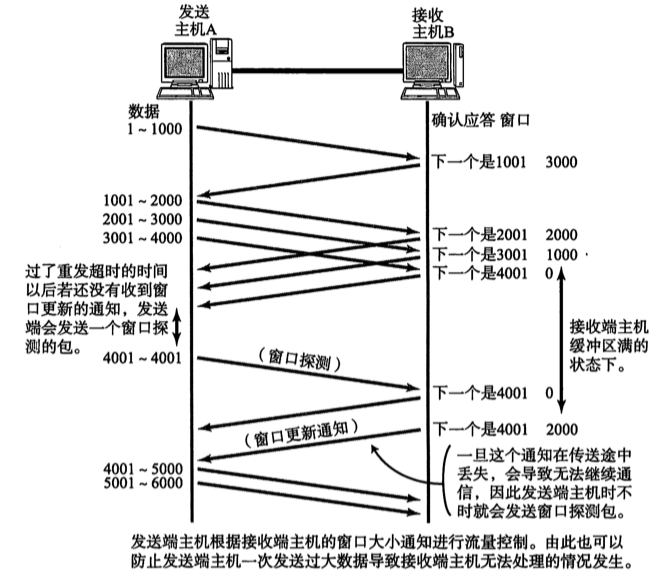 发送
主机A
接收
主机B
数据
确认应答 窗口
1~1000
下一个是1001 3000
1001~2000
2001~3000
3001~4000
下一个是2001 2000
下一个是3001 1000
下一个是4001 0
过了重发超时的时间
以后若还没有收到窗
口更新的通知，发送
端会发送一个窗口探
测的包。
接收端主机
缓冲区满的
状态下。
4001~4001
（窗口探测）
下一个是4001 0
（窗口更新通知）
下一个是4001 2000
一旦这个通知在传送途中
丢失，会导致无法继续通
信，因此发送端主机时不
时就会发送窗口探测包。
4001~5000
5001~6000
发送端主机根据接收端主机的窗口大小通知进行流量控制。由此也可以
防止发送端主机一次发送过大数据导致接收端主机无法处理的情况发生。